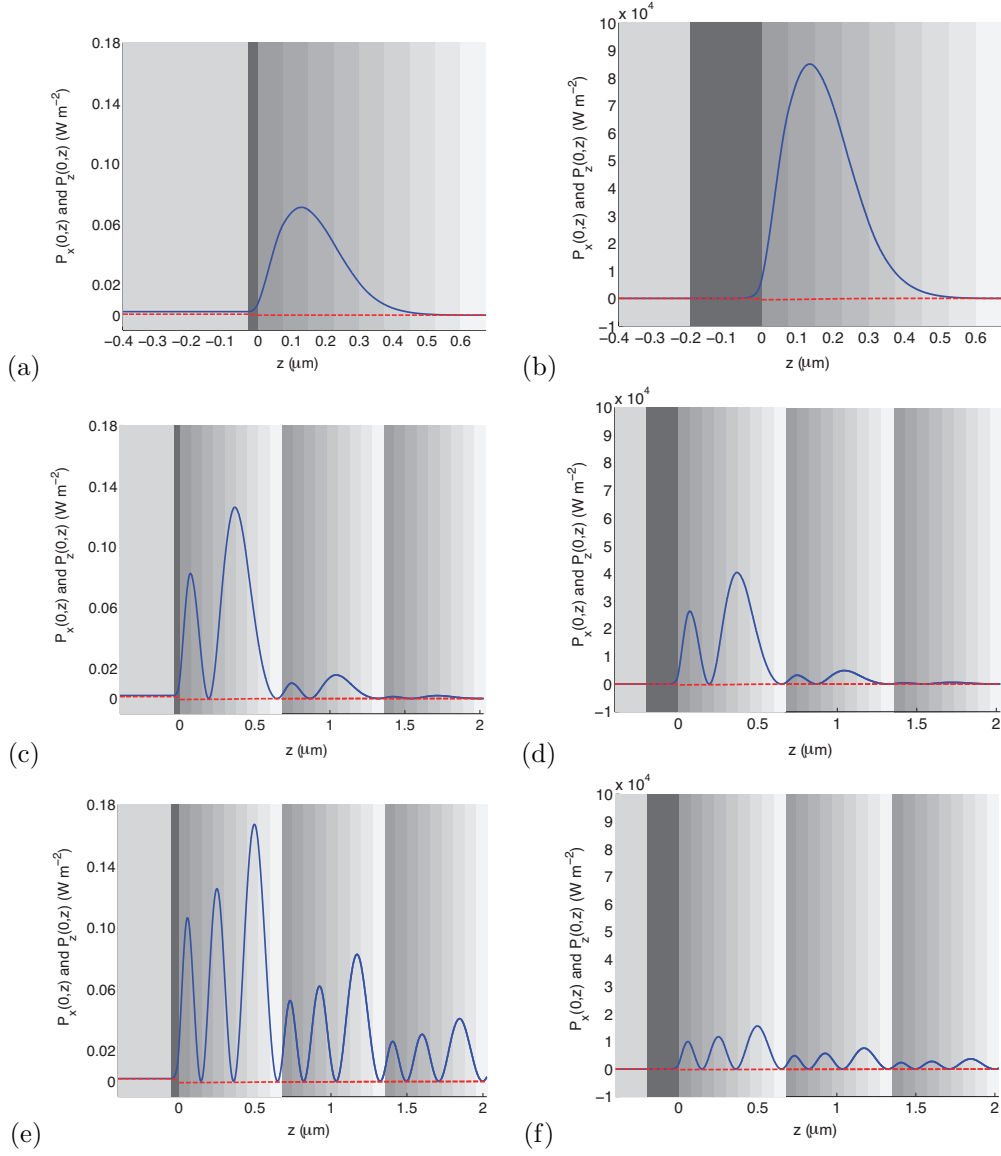 0.18
0.14
0.10
0.06
0.02
0
P_x(0,z) and P_z(0,z) (W m^{-2})
−0.4 −0.3 −0.2 −0.1 0 0.1 0.2 0.3 0.4 0.5 0.6
z (μm)
(a)
x 10^4
10
9
8
7
6
5
4
3
2
1
0
−1
P_x(0,z) and P_z(0,z) (W m^{-2})
−0.4 −0.3 −0.2 −0.1 0 0.1 0.2 0.3 0.4 0.5 0.6
z (μm)
(b)
0.18
0.14
0.10
0.06
0.02
0
P_x(0,z) and P_z(0,z) (W m^{-2})
0 0.5 1 1.5 2
z (μm)
(c)
x 10^4
10
9
8
7
6
5
4
3
2
1
0
−1
P_x(0,z) and P_z(0,z) (W m^{-2})
0 0.5 1 1.5 2
z (μm)
(d)
0.18
0.14
0.10
0.06
0.02
0
P_x(0,z) and P_z(0,z) (W m^{-2})
0 0.5 1 1.5 2
z (μm)
(e)
x 10^4
10
9
8
7
6
5
4
3
2
1
0
−1
P_x(0,z) and P_z(0,z) (W m^{-2})
0 0.5 1 1.5 2
z (μm)
(f)